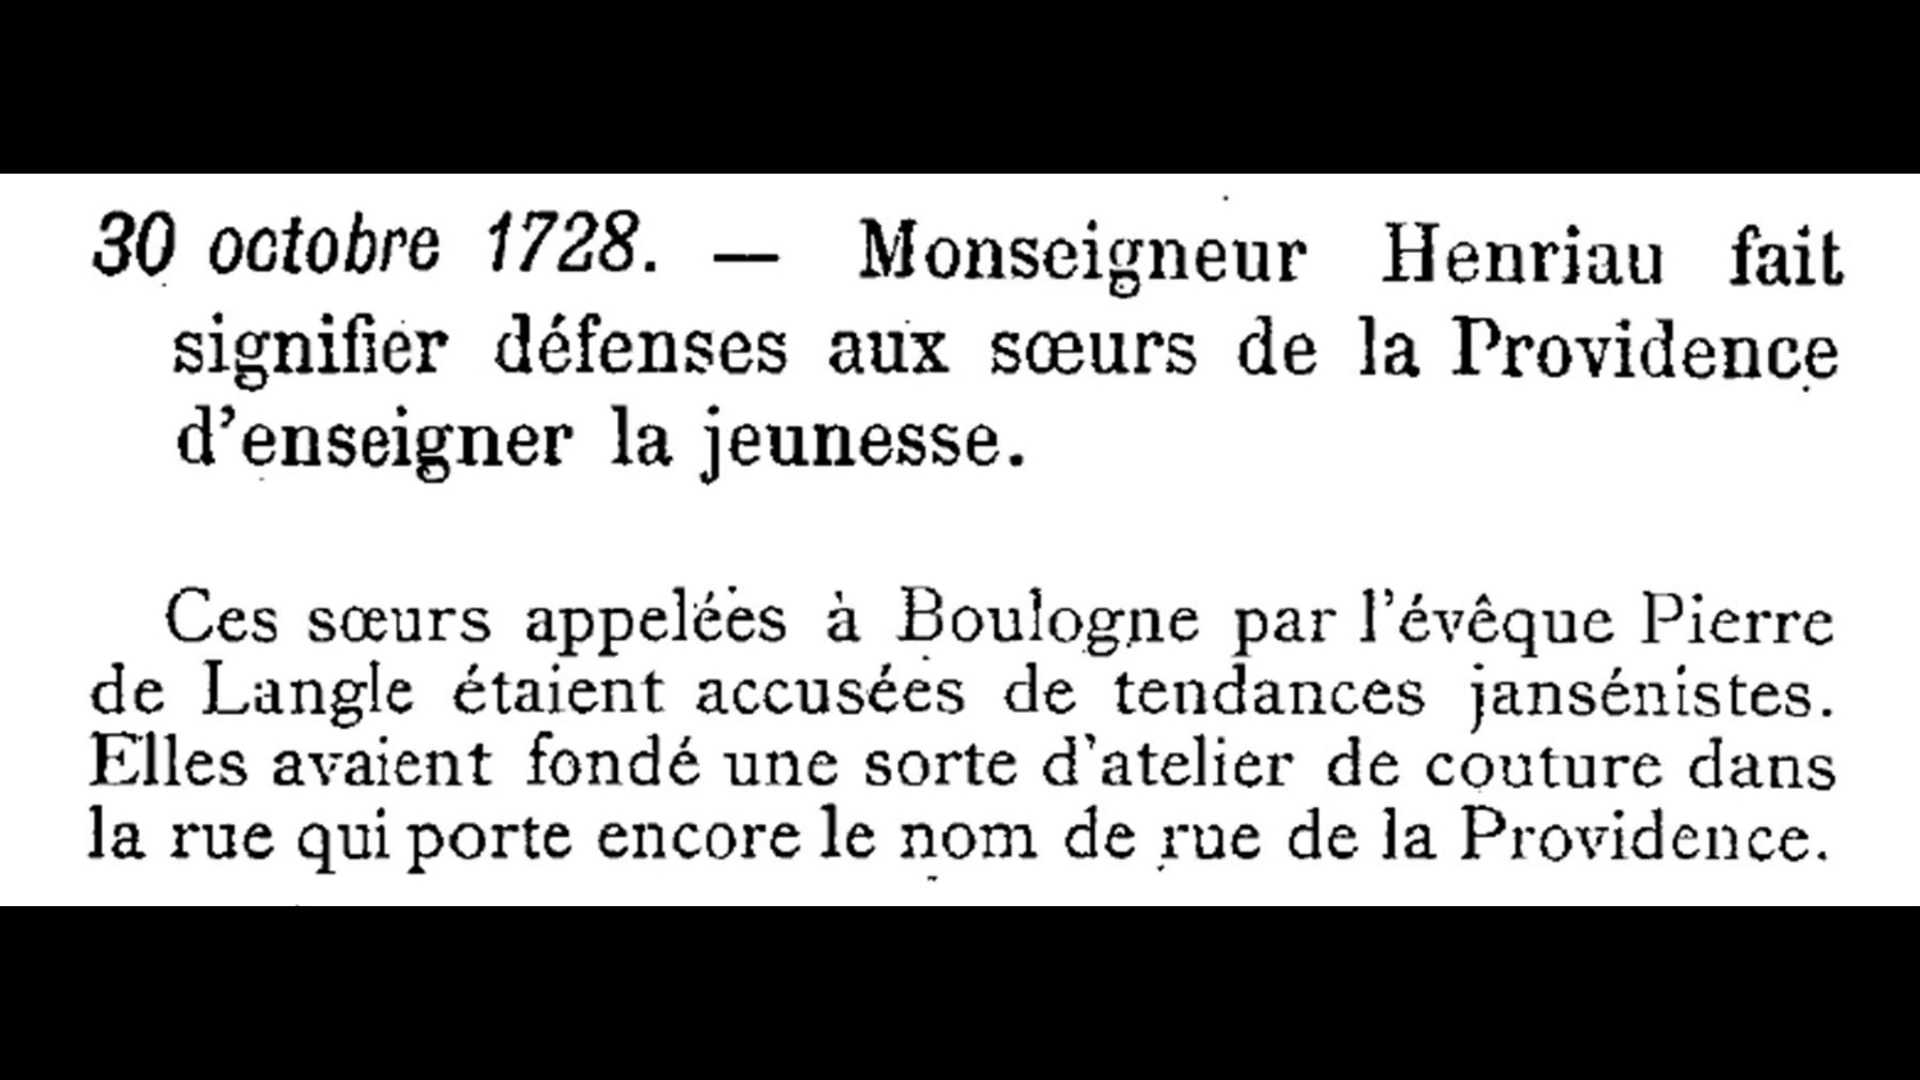 30 octobre 1728. — Monseigneur Henriau fait
signifier défenses aux sœurs de la Providence
d'enseigner la jeunesse.
Ces sœurs appelées à Boulogne par l'évêque Pierre
de Langle étaient accusées de tendances jansénistes.
Elles avaient fondé une sorte d'atelier de couture dans
la rue qui porte encore le nom de rue de la Providence.